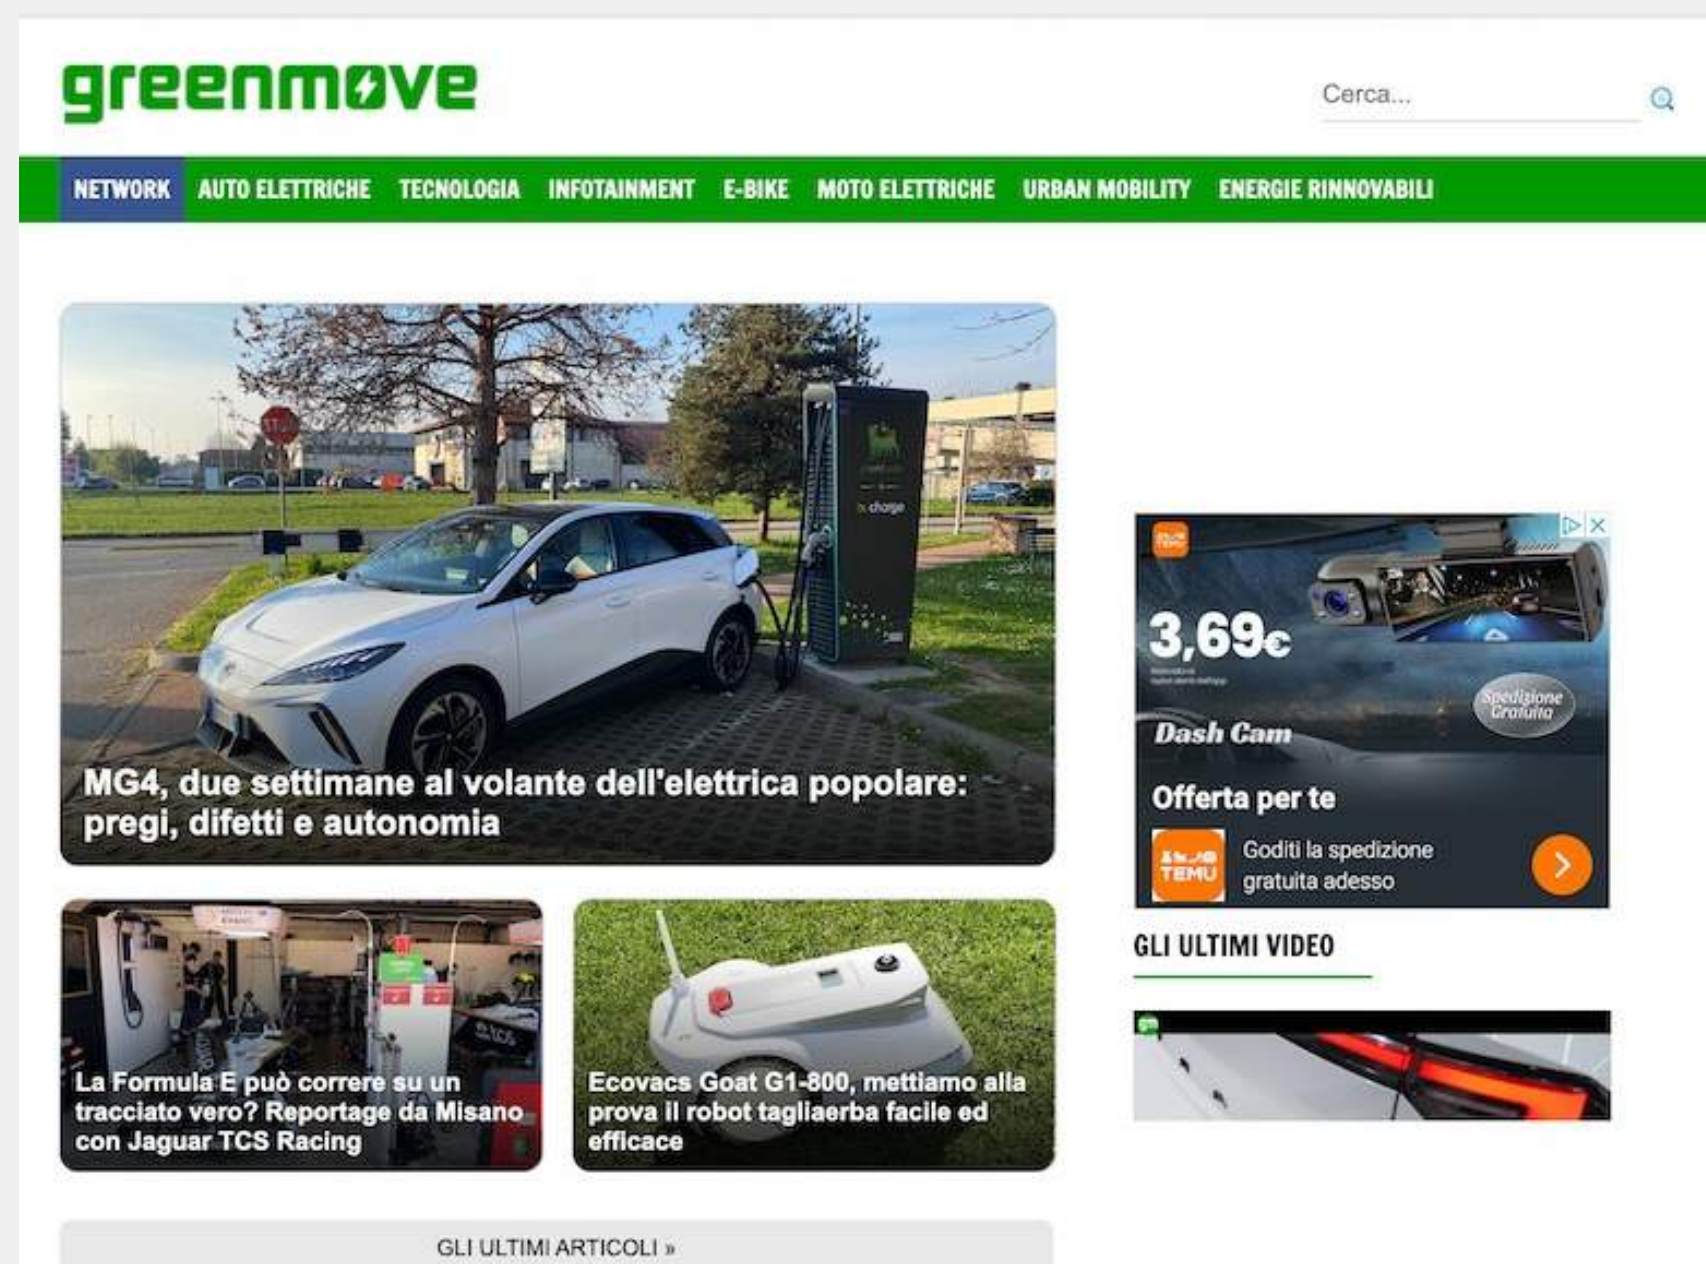 greenmove
Cerca...
NETWORK AUTO ELETTRICHE TECNOLOGIA INFOTAINMENT E-BIKE MOTO ELETTRICHE URBAN MOBILITY ENERGIE RINNOVABILI
STOP
charge
MG4, due settimane al volante dell'elettrica popolare:
pregi, difetti e autonomia
La Formula E può correre su un
tracciato vero? Reportage da Misano
con Jaguar TCS Racing
Ecovacs Goat G1-800, mettiamo alla
prova il robot tagliaerba facile ed
efficace
GLI ULTIMI ARTICOLI »
3,69€
Spedizione
Gratuita
Dash Cam
Offerta per te
TEMU
Goditi la spedizione
gratuita adesso
GLI ULTIMI VIDEO
gm